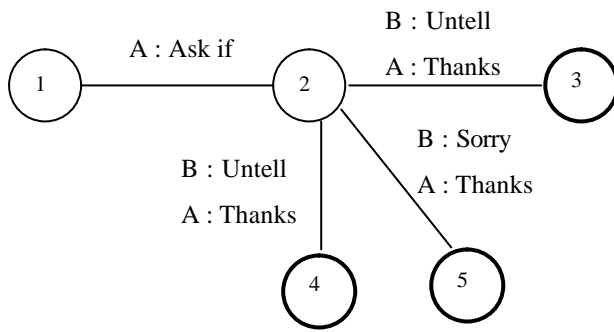 A : Ask if
B : Untell
A : Thanks
1
2
3
B : Sorry
A : Thanks
B : Untell
A : Thanks
4
5